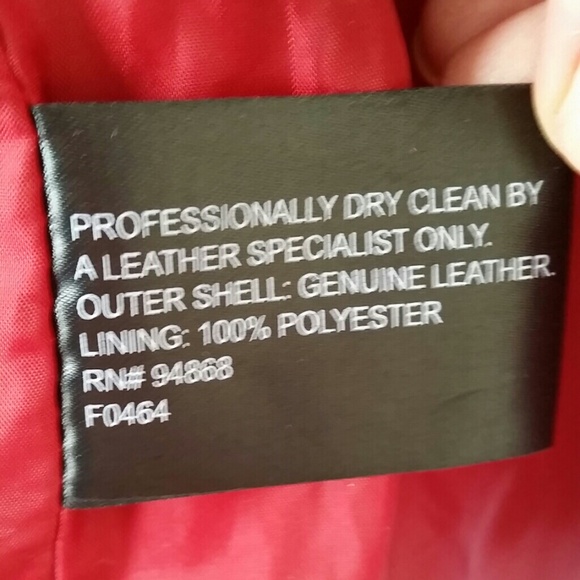 PROFESSIONALLY DRY CLEAN BY
A LEATHER SPECIALIST ONLY.
OUTER SHELL: GENUINE LEATHER.
LINING: 100% POLYESTER
RN# 94868
F0464